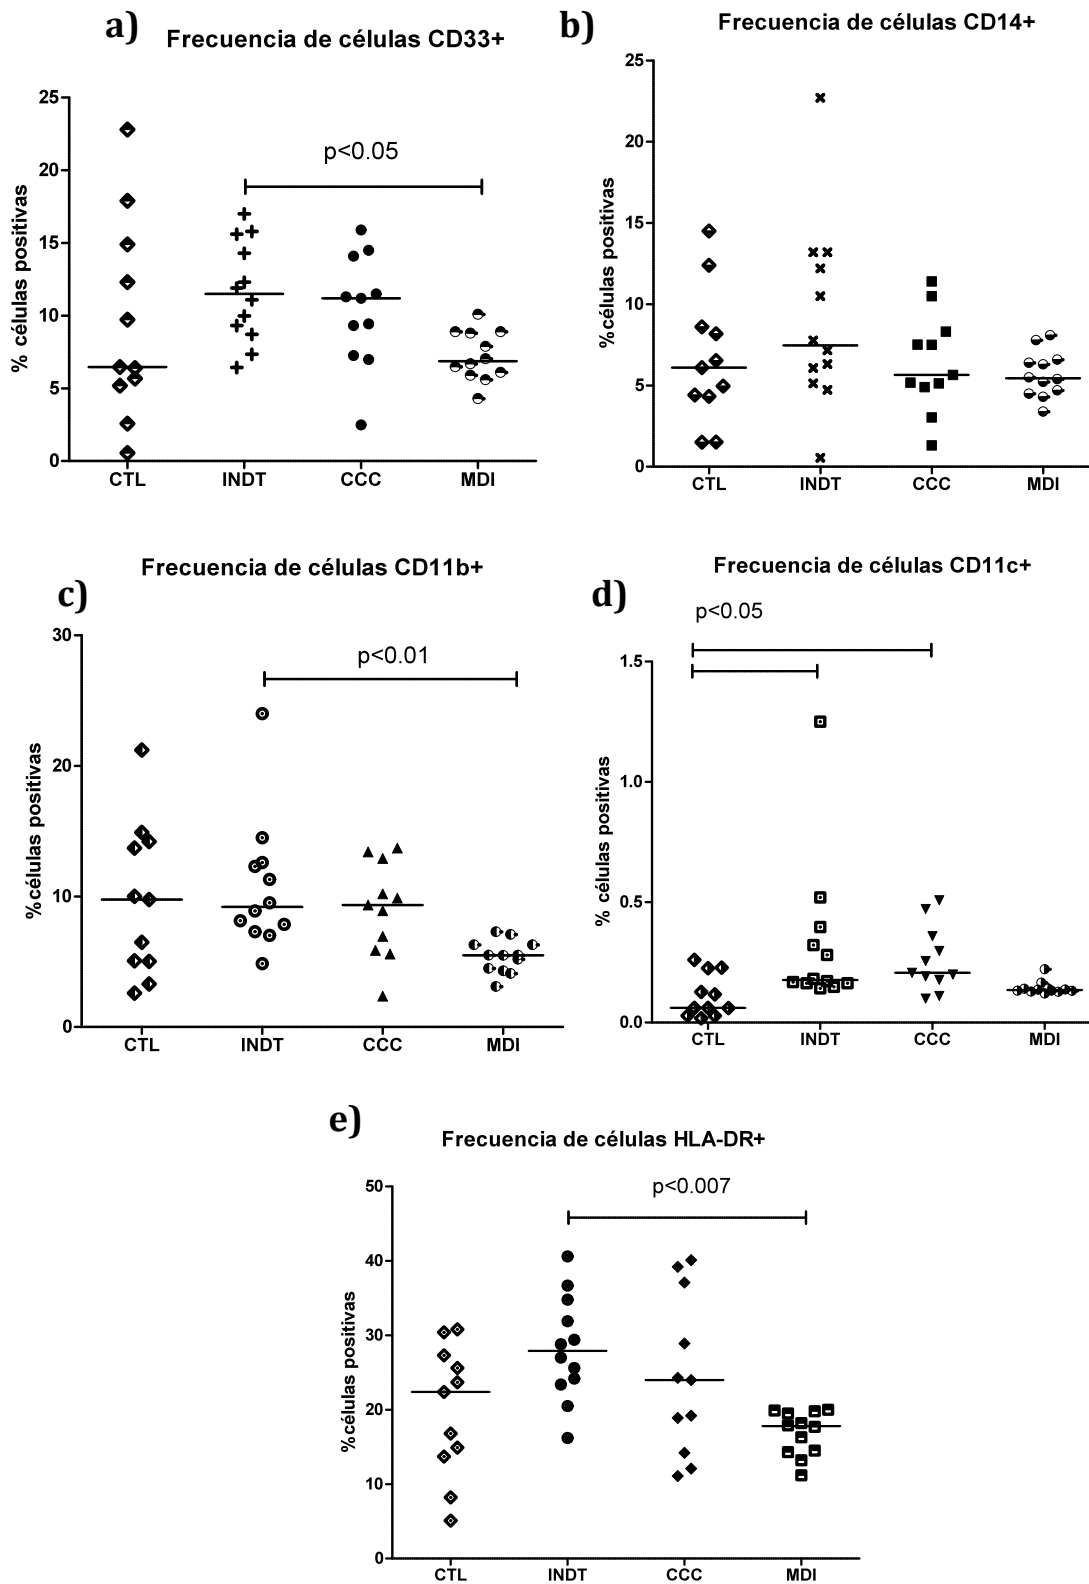 a)
Frecuencia de células CD33+
p<0.05
% células positivas
25
20
15
10
5
0
CTL INDT CCC MDI
b)
Frecuencia de células CD14+
%células positivas
25
20
15
10
5
0
CTL INDT CCC MDI
c)
Frecuencia de células CD11b+
p<0.01
%células positivas
30
20
10
0
CTL INDT CCC MDI
d)
Frecuencia de células CD11c+
p<0.05
% células positivas
1.5
1.0
0.5
0.0
CTL INDT CCC MDI
e)
Frecuencia de células HLA-DR+
p<0.007
%células positivas
50
40
30
20
10
0
CTL INDT CCC MDI